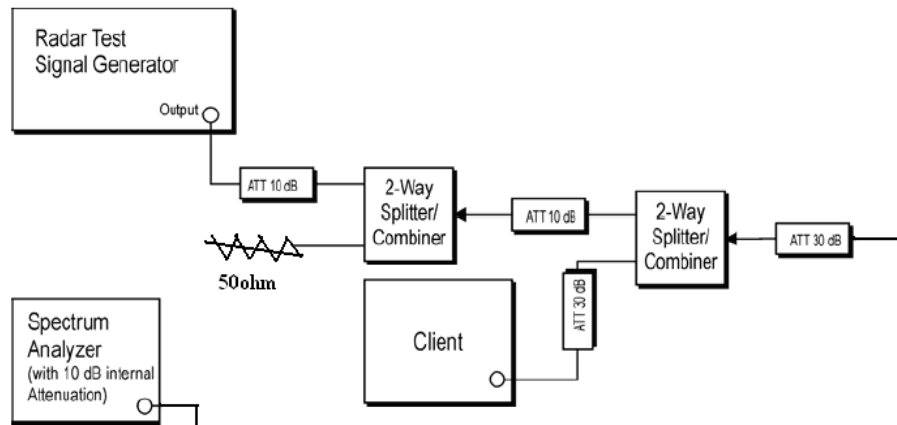 Radar Test
Signal Generator
Output
ATT 10 dB
2-Way
Splitter/
Combiner
ATT 10 dB
2-Way
Splitter/
Combiner
ATT 30 dB
50ohm
ATT 30 dB
Client
Spectrum
Analyzer
(with 10 dB internal
Attenuation)